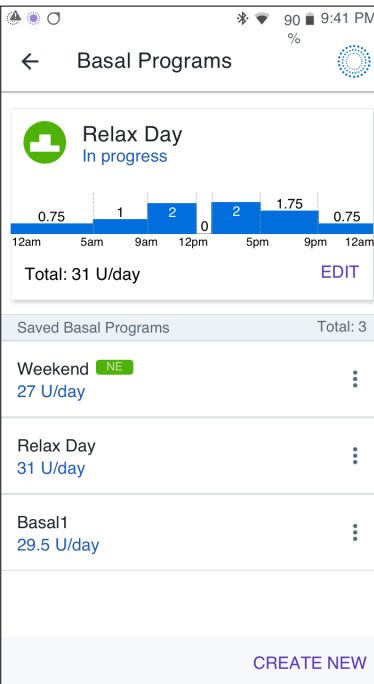 90 9:41 PM
%
Basal Programs
Relax Day
In progress
0.75 1 2 0 2 1.75 0.75
12am 5am 9am 12pm 5pm 9pm 12am
Total: 31 U/day EDIT
Saved Basal Programs Total: 3
Weekend NE
27 U/day
Relax Day
31 U/day
Basal1
29.5 U/day
CREATE NEW